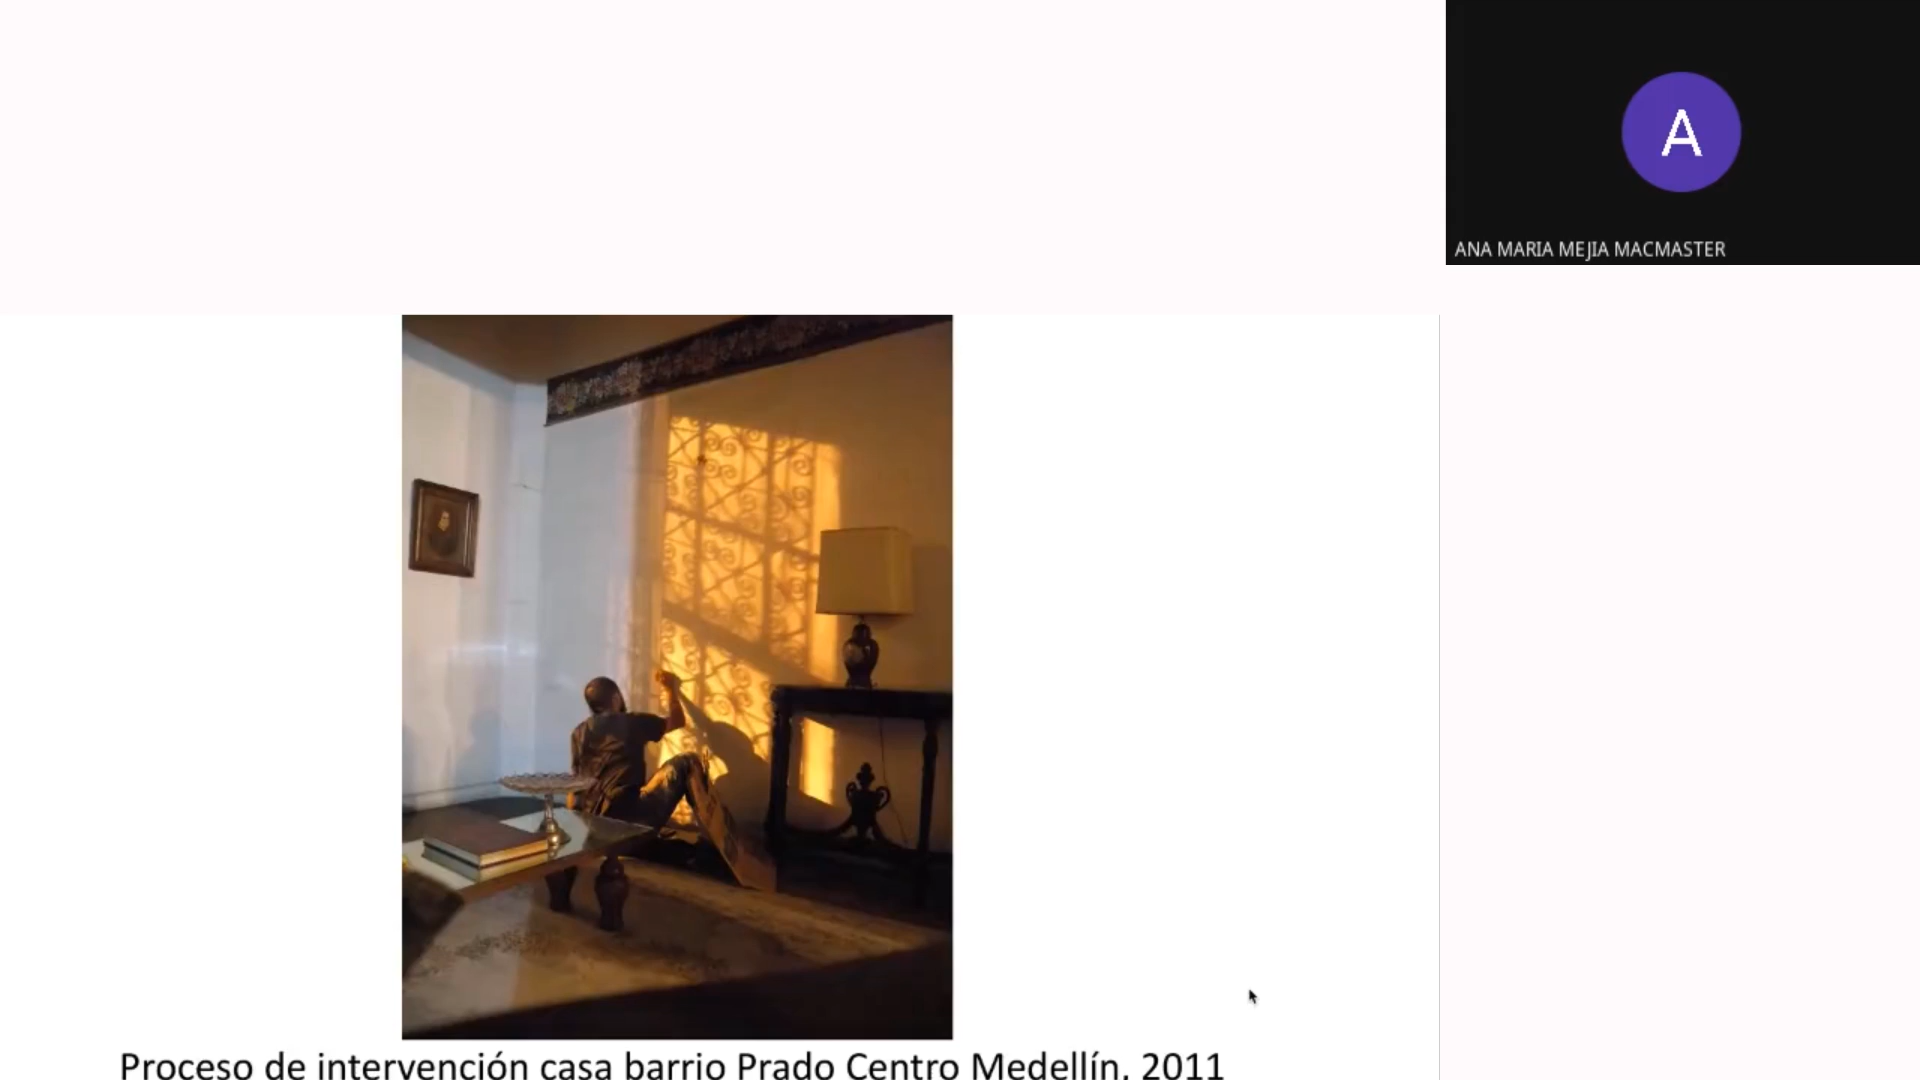 A
ANA MARIA MEJIA MACMASTER
Proceso de intervención casa barrio Prado Centro Medellín, 2011